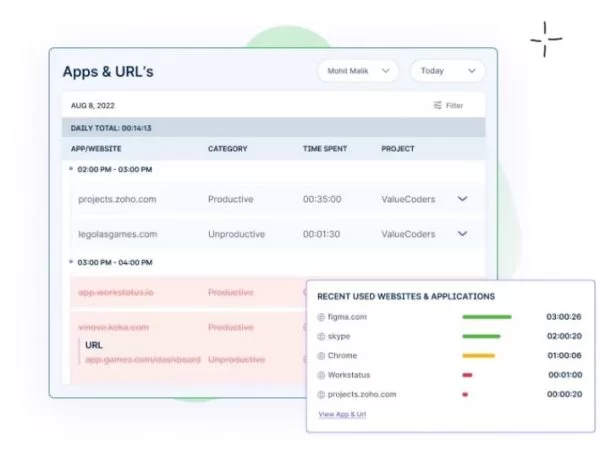 Apps & URL's
Mohit Malik
Today
AUG 8, 2022
Filter
DAILY TOTAL: 00:14:13
APP/WEBSITE CATEGORY TIME SPENT PROJECT
02:00 PM - 03:00 PM
projects.zoho.com Productive 00:35:00 ValueCoders
legolasgames.com Unproductive 00:01:30 ValueCoders
03:00 PM - 04:00 PM
app.workstatus.io Productive
vinove.keka.com Productive
URL
app.games.com/dashboard Unproductive
RECENT USED WEBSITES & APPLICATIONS
figma.com 03:00:26
skype 02:00:20
Chrome 01:00:06
Workstatus 00:01:00
projects.zoho.com 00:00:20
View App & Url